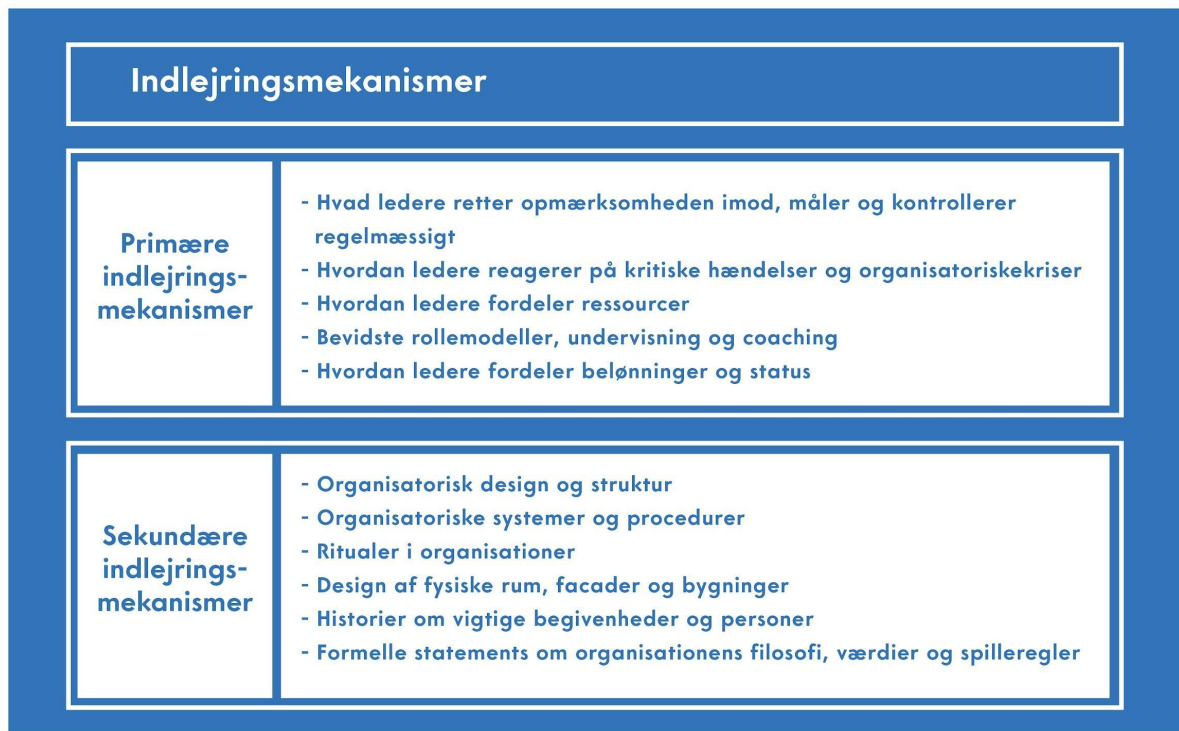 Indlejringsmekanismer
Primære
indlejrings-
mekanismer
- Hvad ledere retter opmærksomheden imod, måler og kontrollerer
regelmæssigt
- Hvordan ledere reagerer på kritiske hændelser og organisatoriskekriser
- Hvordan ledere fordeler ressourcer
- Bevidste rollemodeller, undervisning og coaching
- Hvordan ledere fordeler belønninger og status
Sekundære
indlejrings-
mekanismer
- Organisatorisk design og struktur
- Organisatoriske systemer og procedurer
- Ritualer i organisationer
- Design af fysiske rum, facader og bygninger
- Historier om vigtige begivenheder og personer
- Formelle statements om organisationens filosofi, værdier og spilleregler